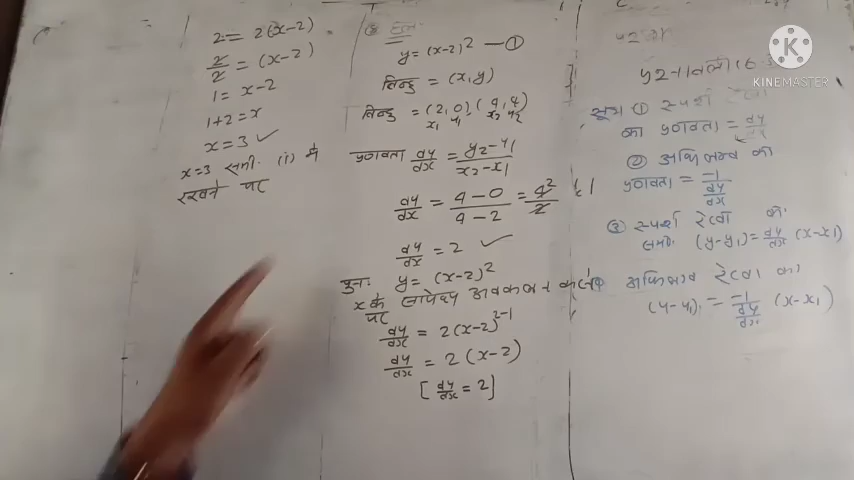 2 = 2(x-2)
2/2 = (x-2)
1 = x-2
1+2 = x
x = 3 ✓
x=3 समी. (i) में
रखने पर
⑧ हल:-
y = (x-2)² —①
बिन्दु = (x, y)
बिन्दु = (2, 0), (4, 4)
x₁ y₁ x₂ y₂
प्रवणता dy/dx = y₂-y₁/x₂-x₁
dy/dx = 4-0/4-2 = 4²/2
dy/dx = 2 ✓
पुनः y = (x-2)²
x के सापेक्ष अवकलन करने
पर
dy/dx = 2(x-2)²⁻¹
dy/dx = 2(x-2)
[dy/dx = 2]
KINEMASTER
सूत्र ① स्पर्श रेखा
का प्रवणता = dy/dx
② अभिलम्ब की
प्रवणता = -1/dy/dx
③ स्पर्श रेखा का
समी. (y-y₁) = dy/dx (x-x₁)
अभिलम्ब रेखा का
(y-y₁) = -1/dy/dx (x-x₁)